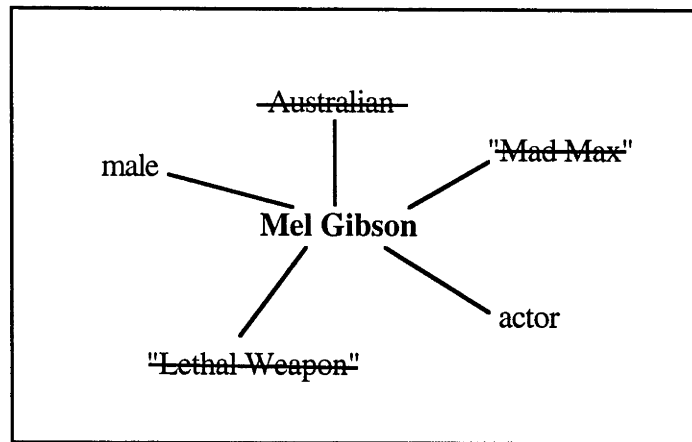 Australian
"Mad Max"
male
Mel Gibson
actor
"Lethal Weapon"